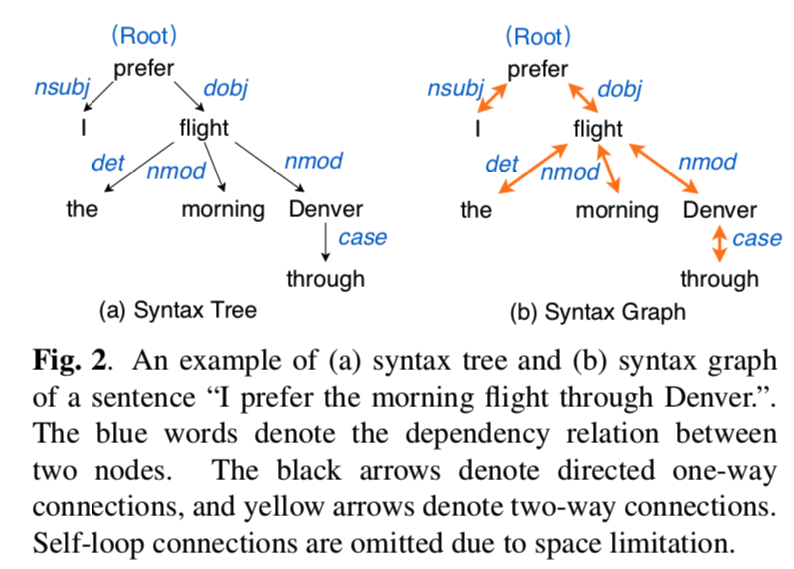 (Root) (Root)
prefer prefer
nsubj dobj nsubj dobj
I flight I flight
det nmod nmod det nmod nmod
the morning Denver the morning Denver
case case
through through
(a) Syntax Tree (b) Syntax Graph
Fig. 2. An example of (a) syntax tree and (b) syntax graph
of a sentence “I prefer the morning flight through Denver.”.
The blue words denote the dependency relation between
two nodes. The black arrows denote directed one-way
connections, and yellow arrows denote two-way connections.
Self-loop connections are omitted due to space limitation.